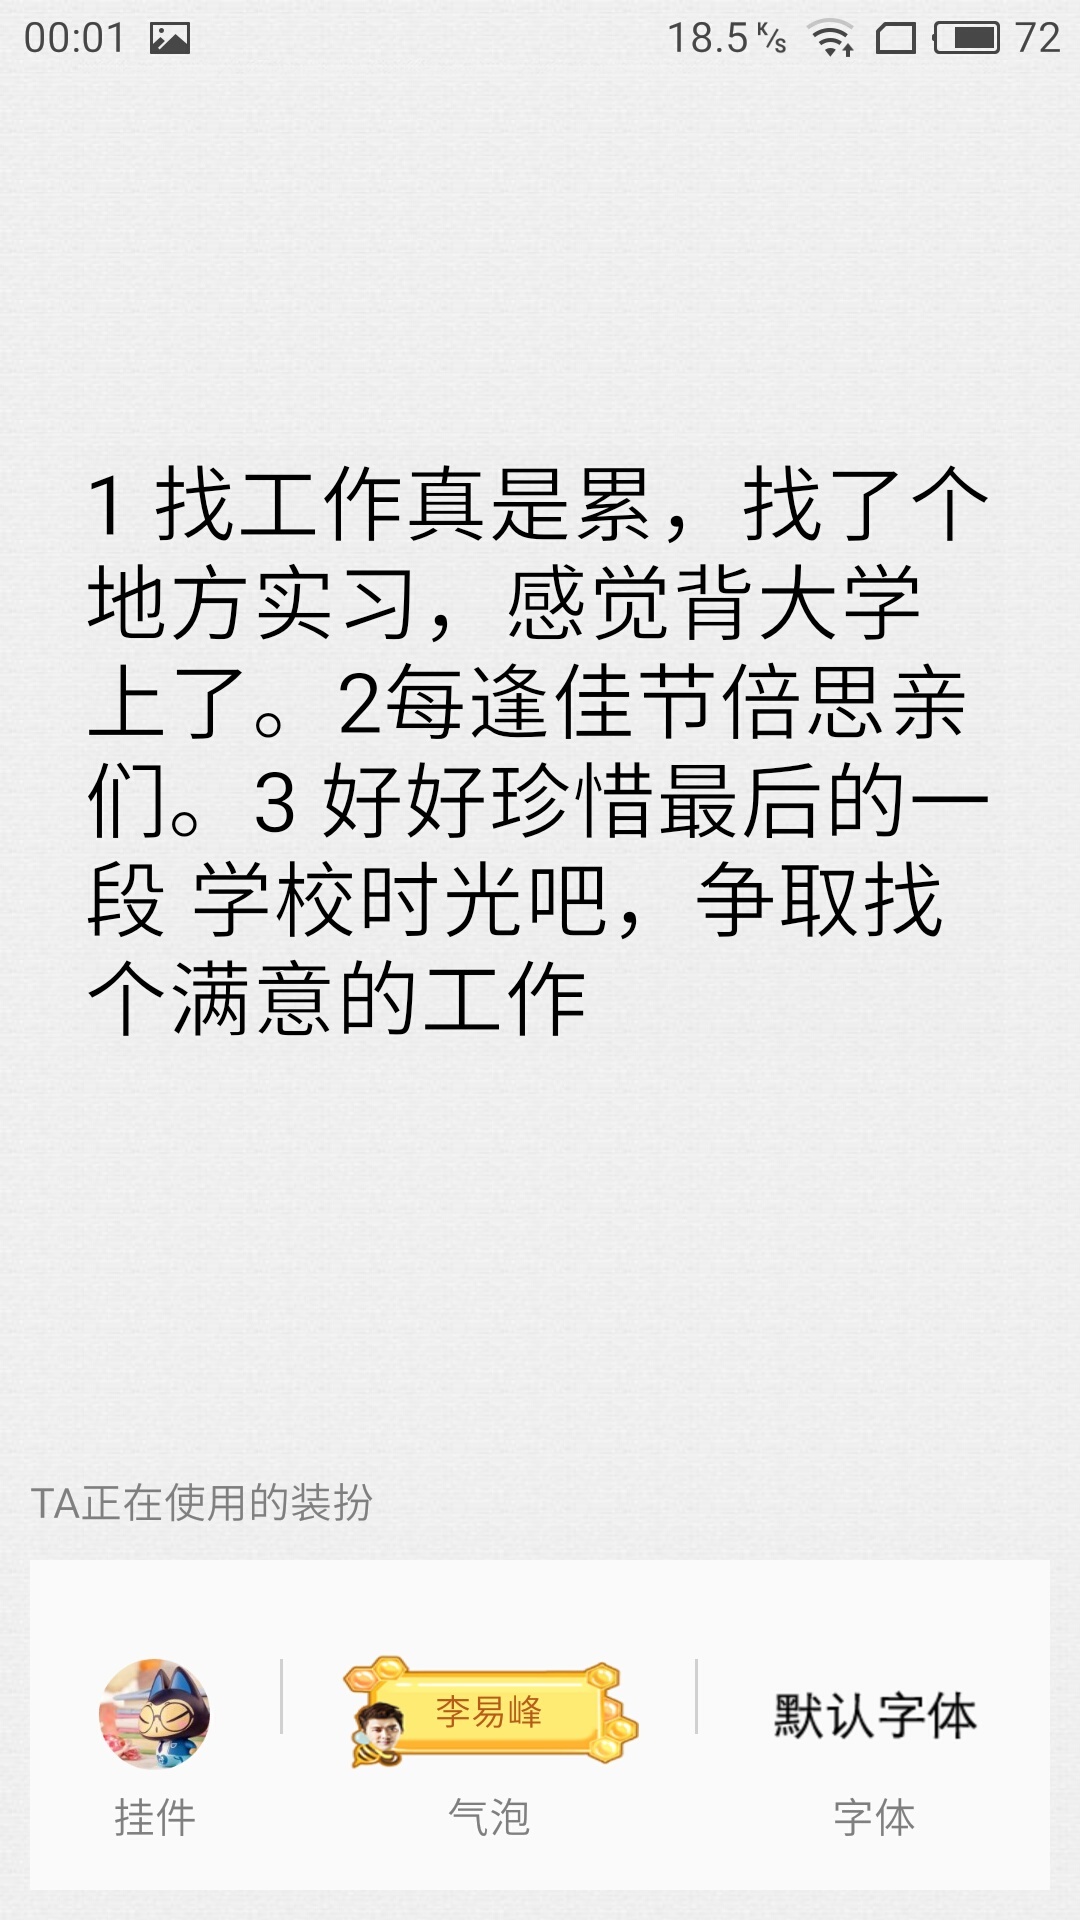 00:01 18.5 K/s 72
1 找工作真是累，找了个
地方实习，感觉背大学
上了。2每逢佳节倍思亲
们。3 好好珍惜最后的一
段 学校时光吧，争取找
个满意的工作
TA正在使用的装扮
李易峰 默认字体
挂件 气泡 字体